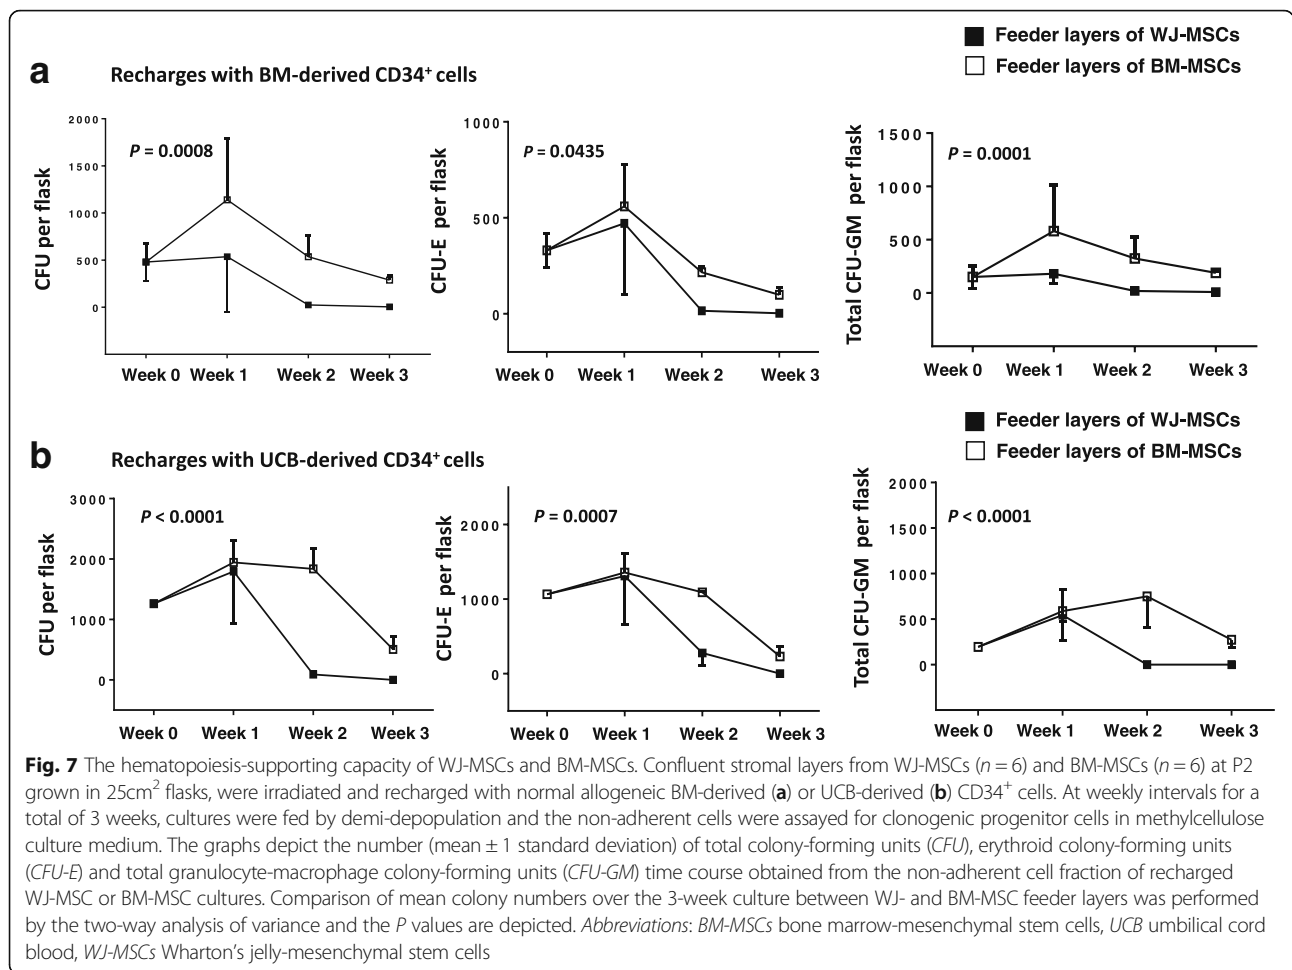 Feeder layers of WJ-MSCs
Feeder layers of BM-MSCs
a
Recharges with BM-derived CD34+ cells
CFU per flask
2000
1500
1000
500
0
P = 0.0008
Week 0 Week 1 Week 2 Week 3
CFU-E per flask
1000
500
0
P = 0.0435
Week 0 Week 1 Week 2 Week 3
Total CFU-GM per flask
1500
1000
500
0
P = 0.0001
Week 0 Week 1 Week 2 Week 3
Feeder layers of WJ-MSCs
Feeder layers of BM-MSCs
b
Recharges with UCB-derived CD34+ cells
CFU per flask
3000
2000
1000
0
P < 0.0001
Week 0 Week 1 Week 2 Week 3
CFU-E per flask
2000
1000
0
P = 0.0007
Week 0 Week 1 Week 2 Week 3
Total CFU-GM per flask
2000
1500
1000
500
0
P < 0.0001
Week 0 Week 1 Week 2 Week 3
Fig. 7 The hematopoiesis-supporting capacity of WJ-MSCs and BM-MSCs. Confluent stromal layers from WJ-MSCs (n = 6) and BM-MSCs (n = 6) at P2
grown in 25cm² flasks, were irradiated and recharged with normal allogeneic BM-derived (a) or UCB-derived (b) CD34+ cells. At weekly intervals for a
total of 3 weeks, cultures were fed by demi-depopulation and the non-adherent cells were assayed for clonogenic progenitor cells in methylcellulose
culture medium. The graphs depict the number (mean ± 1 standard deviation) of total colony-forming units (CFU), erythroid colony-forming units
(CFU-E) and total granulocyte-macrophage colony-forming units (CFU-GM) time course obtained from the non-adherent cell fraction of recharged
WJ-MSC or BM-MSC cultures. Comparison of mean colony numbers over the 3-week culture between WJ- and BM-MSC feeder layers was performed
by the two-way analysis of variance and the P values are depicted. Abbreviations: BM-MSCs bone marrow-mesenchymal stem cells, UCB umbilical cord
blood, WJ-MSCs Wharton's jelly-mesenchymal stem cells